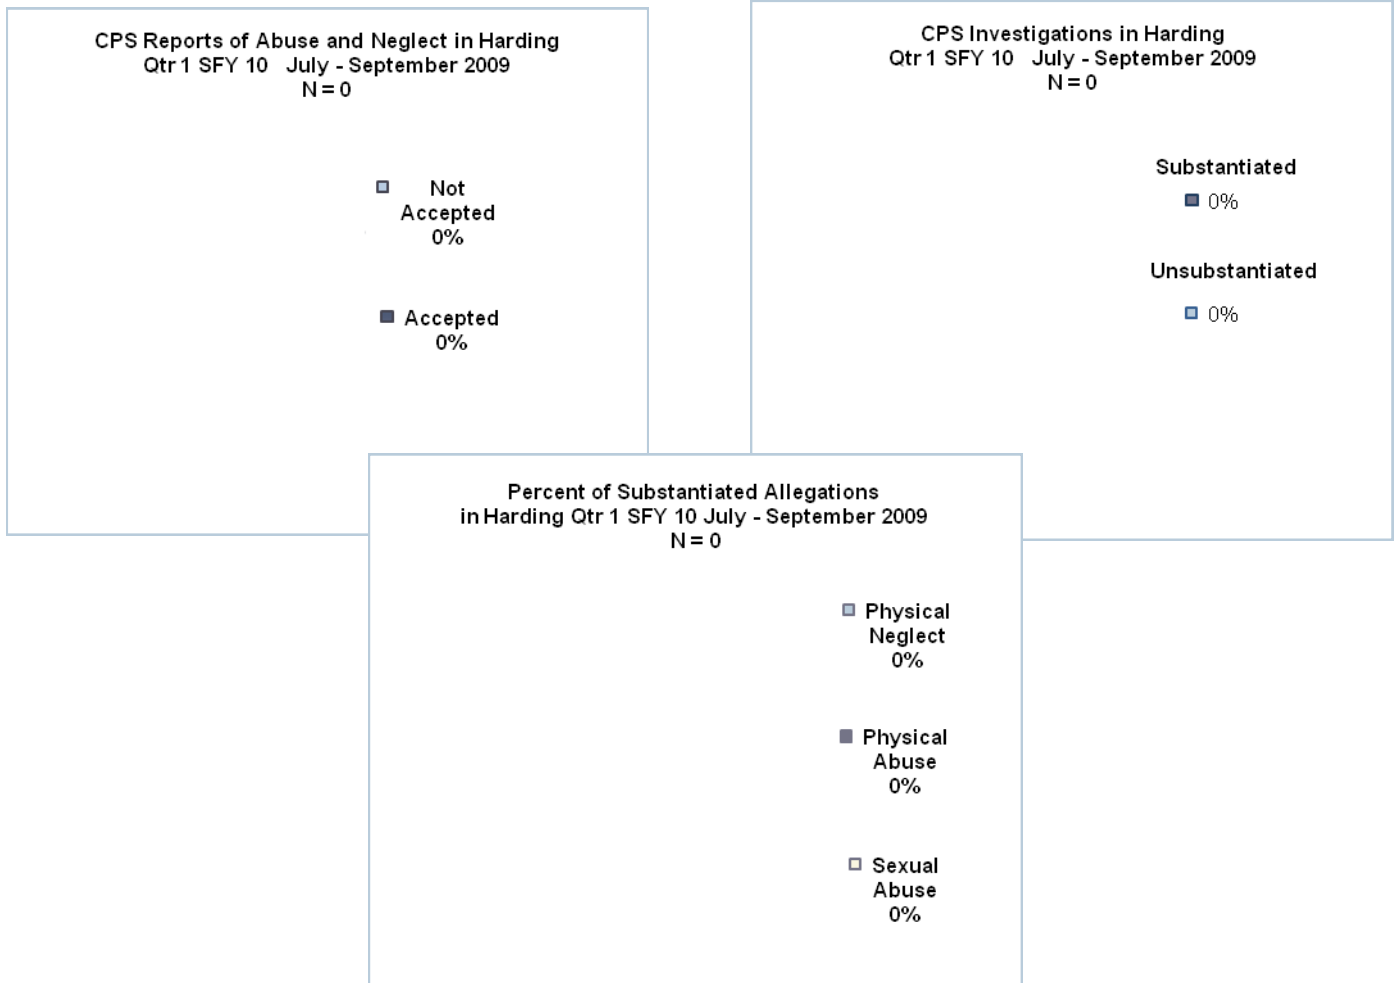 CPS Reports of Abuse and Neglect in Harding
Qtr 1 SFY 10 July - September 2009
N = 0
Not
Accepted
0%
Accepted
0%
CPS Investigations in Harding
Qtr 1 SFY 10 July - September 2009
N = 0
Substantiated
0%
Unsubstantiated
0%
Percent of Substantiated Allegations
in Harding Qtr 1 SFY 10 July - September 2009
N = 0
Physical
Neglect
0%
Physical
Abuse
0%
Sexual
Abuse
0%